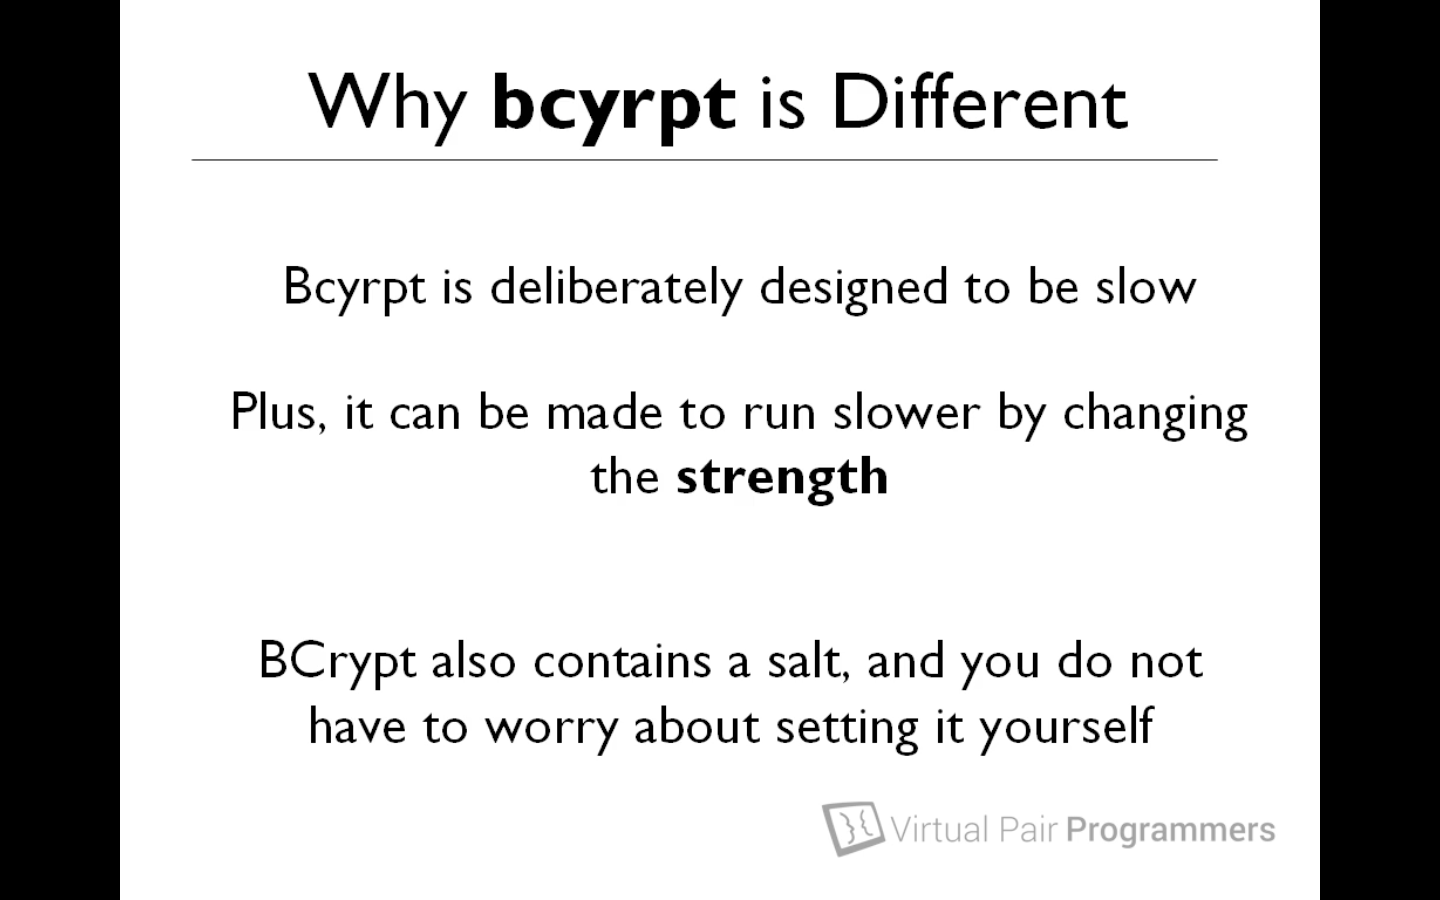 Why bcyrpt is Different
Bcyrpt is deliberately designed to be slow
Plus, it can be made to run slower by changing
the strength
BCrypt also contains a salt, and you do not
have to worry about setting it yourself
Virtual Pair Programmers